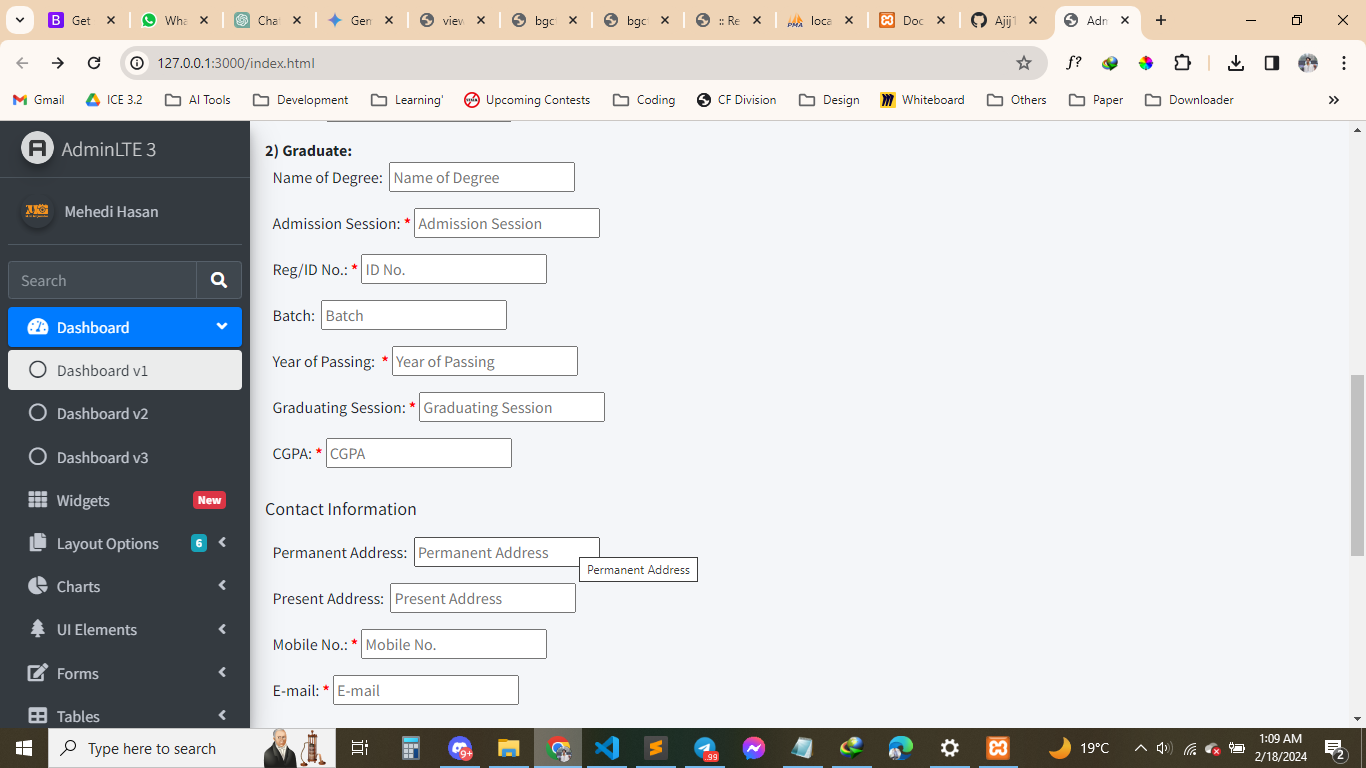 Get
Wha
Cha
Gen
view
bgc
bgc
:: Re
loca
Doc
Ajij1
Adm
127.0.0.1:3000/index.html
f?
Gmail
ICE 3.2
AI Tools
Development
Learning'
Upcoming Contests
Coding
CF Division
Design
Whiteboard
Others
Paper
Downloader
AdminLTE 3
Mehedi Hasan
Search
Dashboard
Dashboard v1
Dashboard v2
Dashboard v3
Widgets New
Layout Options 6
Charts
UI Elements
Forms
Tables
2) Graduate:
Name of Degree: Name of Degree
Admission Session: * Admission Session
Reg/ID No.: * ID No.
Batch: Batch
Year of Passing: * Year of Passing
Graduating Session: * Graduating Session
CGPA: * CGPA
Contact Information
Permanent Address: Permanent Address
Permanent Address
Present Address: Present Address
Mobile No.: * Mobile No.
E-mail: * E-mail
Type here to search
9+
.99
19°C
1:09 AM
2/18/2024
2